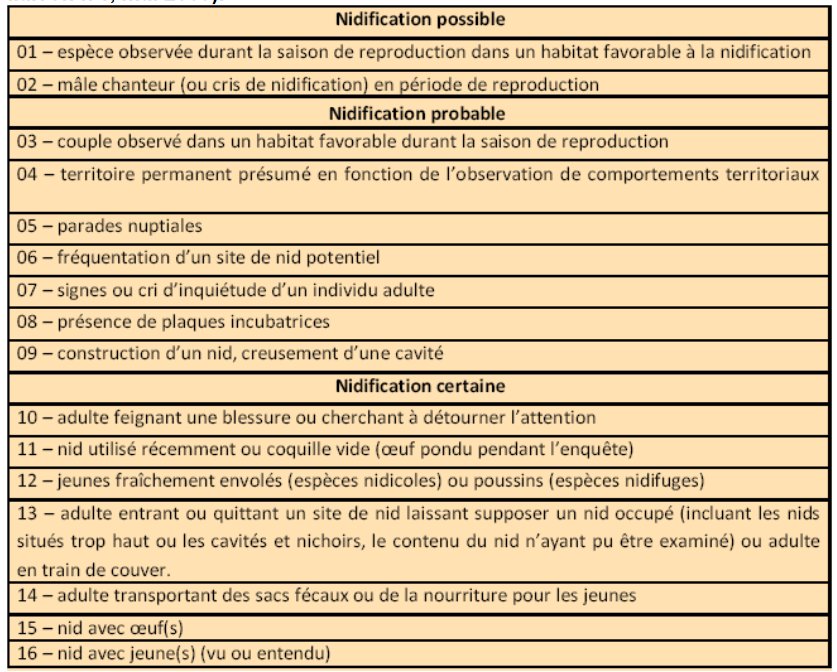 Nidification possible
01 – espèce observée durant la saison de reproduction dans un habitat favorable à la nidification
02 – mâle chanteur (ou cris de nidification) en période de reproduction
Nidification probable
03 – couple observé dans un habitat favorable durant la saison de reproduction
04 – territoire permanent présumé en fonction de l’observation de comportements territoriaux
05 – parades nuptiales
06 – fréquentation d’un site de nid potentiel
07 – signes ou cri d’inquiétude d’un individu adulte
08 – présence de plaques incubatrices
09 – construction d’un nid, creusement d’une cavité
Nidification certaine
10 – adulte feignant une blessure ou cherchant à détourner l’attention
11 – nid utilisé récemment ou coquille vide (œuf pondu pendant l’enquête)
12 – jeunes fraîchement envolés (espèces nidicoles) ou poussins (espèces nidifuges)
13 – adulte entrant ou quittant un site de nid laissant supposer un nid occupé (incluant les nids
situés trop haut ou les cavités et nichoirs, le contenu du nid n’ayant pu être examiné) ou adulte
en train de couver.
14 – adulte transportant des sacs fécaux ou de la nourriture pour les jeunes
15 – nid avec œuf(s)
16 – nid avec jeune(s) (vu ou entendu)